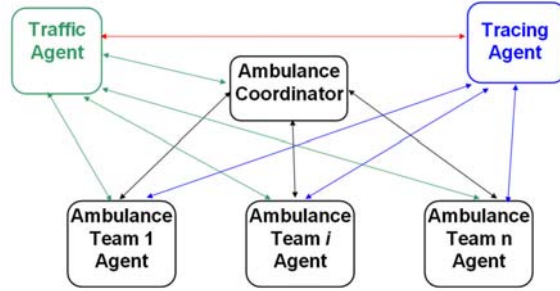 Traffic
Agent
Tracing
Agent
Ambulance
Coordinator
Ambulance
Team 1
Agent
Ambulance
Team i
Agent
Ambulance
Team n
Agent